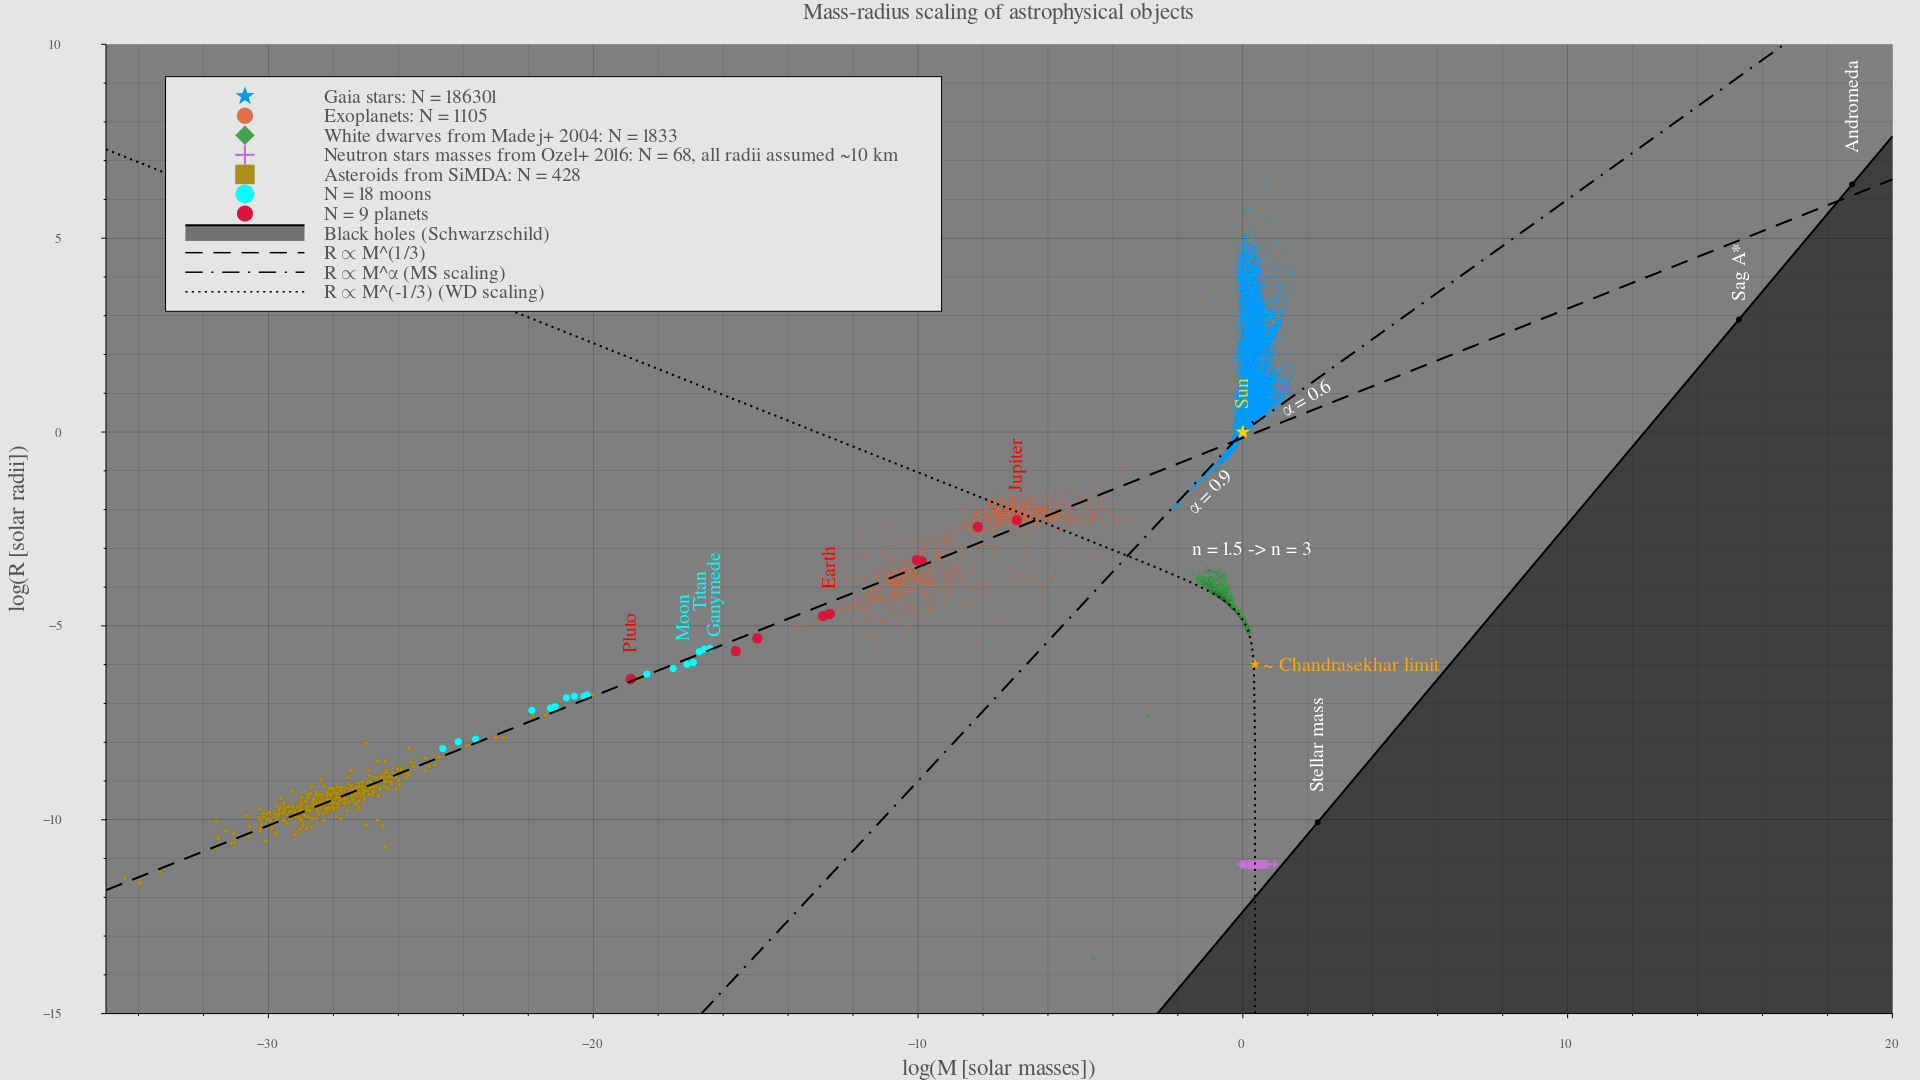 Mass-radius scaling of astrophysical objects
Gaia stars: N = 186301
Exoplanets: N = 1105
White dwarves from Madej+ 2004: N = 1833
Neutron stars masses from Ozel+ 2016: N = 68, all radii assumed ~10 km
Asteroids from SiMDA: N = 428
N = 18 moons
N = 9 planets
Black holes (Schwarzschild)
R ∝ M^(1/3)
R ∝ M^α (MS scaling)
R ∝ M^(-1/3) (WD scaling)
Andromeda
Sag A*
Sun
α = 0.6
α = 0.9
Jupiter
n = 1.5 -> n = 3
Earth
Ganymede
Titan
Moon
Pluto
~ Chandrasekhar limit
Stellar mass
10
5
0
−5
−10
−15
log(R [solar radii])
−30
−20
−10
0
10
20
log(M [solar masses])